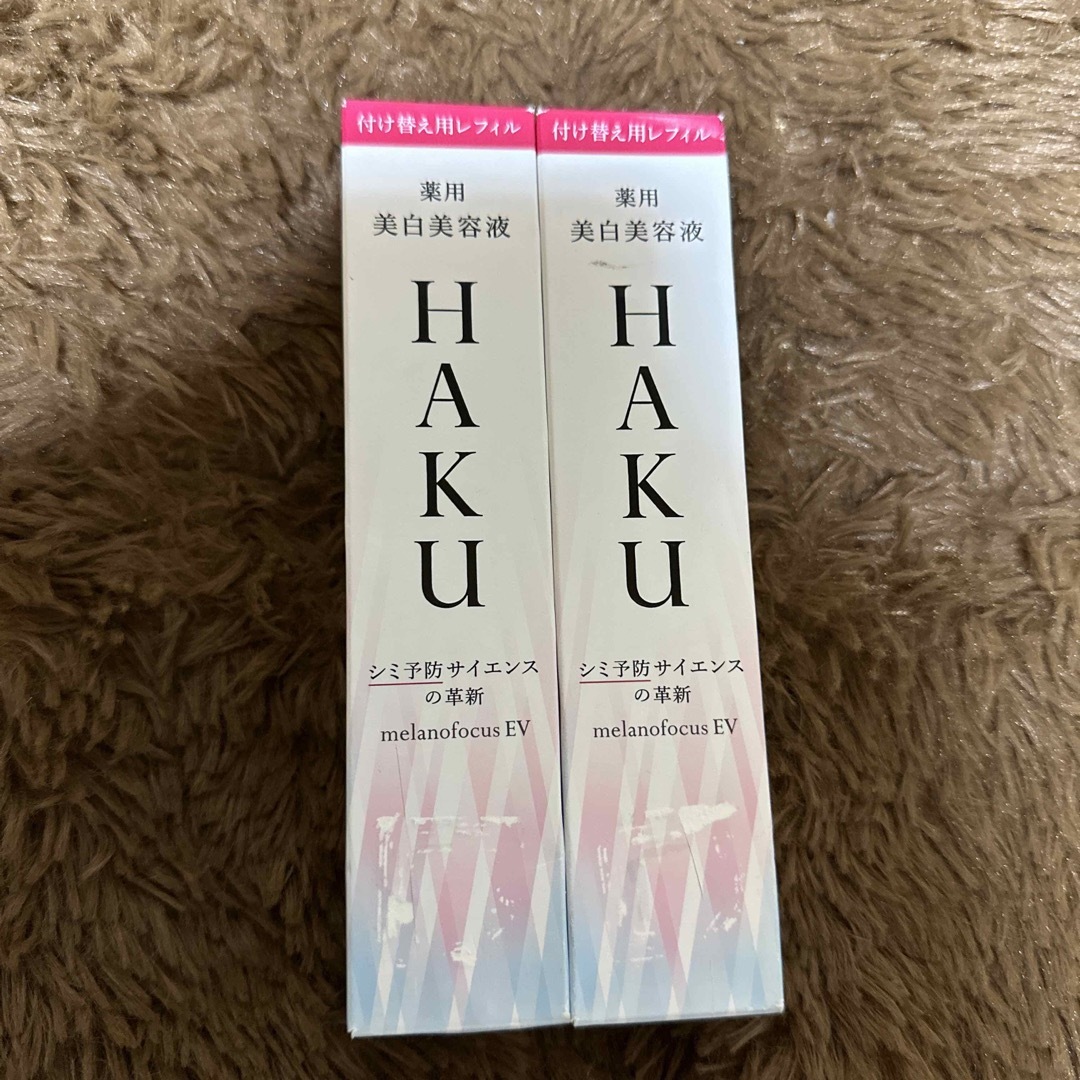 付け替え用レフィル
薬用
美白美容液
HAKU
シミ予防サイエンス
の革新
melanofocus EV
付け替え用レフィル
薬用
美白美容液
HAKU
シミ予防サイエンス
の革新
melanofocus EV